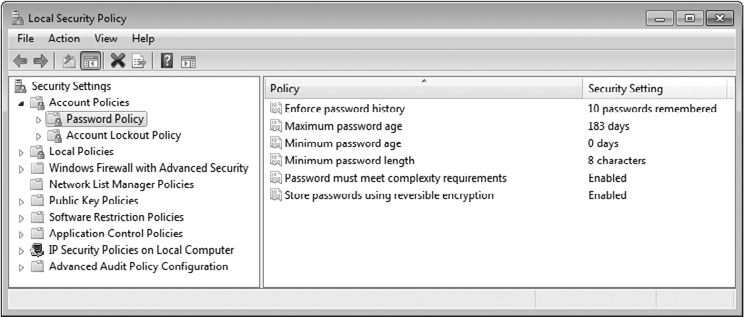 Local Security Policy
File Action View Help
Security Settings
Account Policies
Password Policy
Account Lockout Policy
Local Policies
Windows Firewall with Advanced Security
Network List Manager Policies
Public Key Policies
Software Restriction Policies
Application Control Policies
IP Security Policies on Local Computer
Advanced Audit Policy Configuration
Policy Security Setting
Enforce password history 10 passwords remembered
Maximum password age 183 days
Minimum password age 0 days
Minimum password length 8 characters
Password must meet complexity requirements Enabled
Store passwords using reversible encryption Enabled